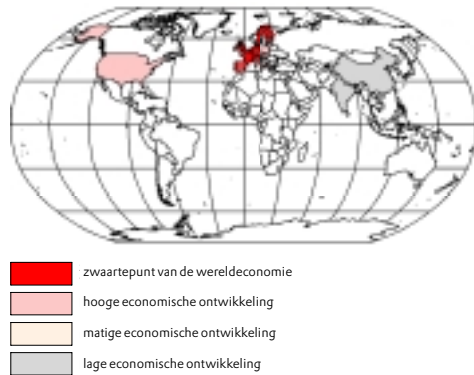 zwaartepunt van de wereldeconomie
hooge economische ontwikkeling
matige economische ontwikkeling
lage economische ontwikkeling